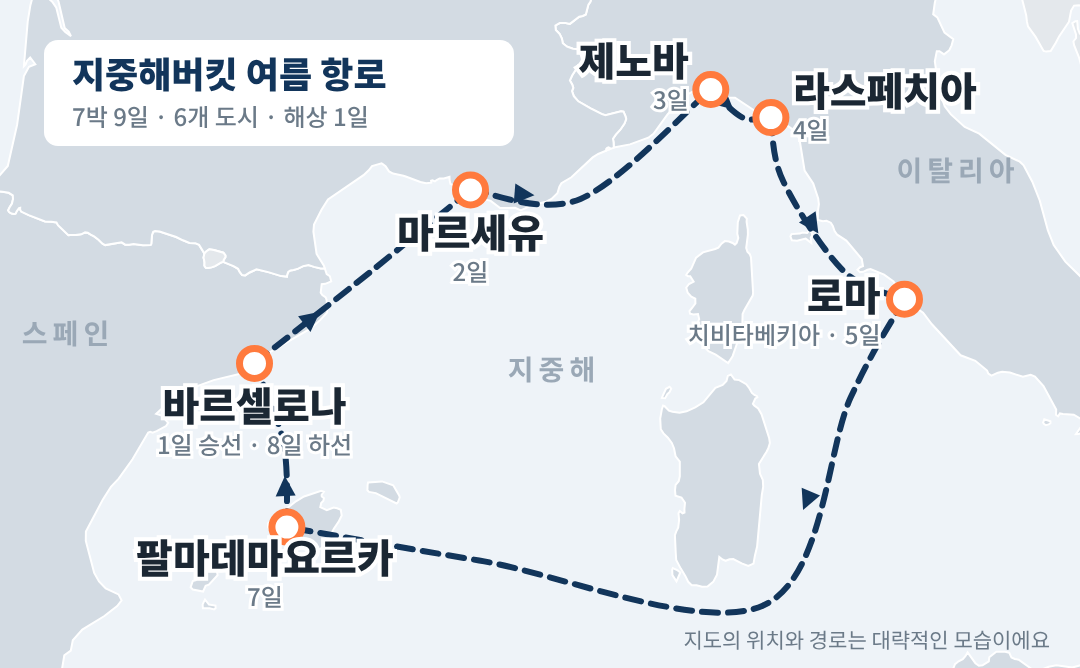 지중해버킷 여름 항로
7박 9일 · 6개 도시 · 해상 1일
제노바
3일
라스페치아
4일
이탈리아
마르세유
2일
로마
치비타베키아 · 5일
스페인
지중해
바르셀로나
1일 승선 · 8일 하선
팔마데마요르카
7일
지도의 위치와 경로는 대략적인 모습이에요